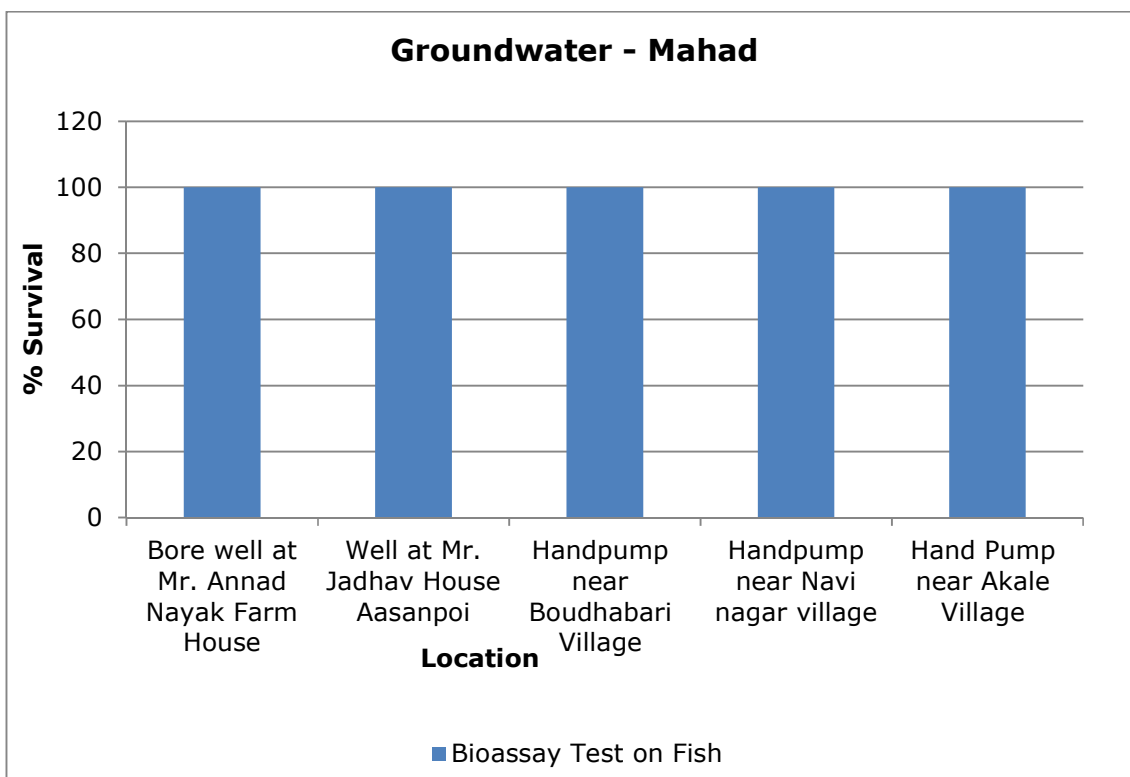 Groundwater - Mahad
% Survival
120
100
80
60
40
20
0
Bore well at
Mr. Annad
Nayak Farm
House
Well at Mr.
Jadhav House
Aasanpoi
Handpump
near
Boudhabari
Village
Handpump
near Navi
nagar village
Hand Pump
near Akale
Village
Location
Bioassay Test on Fish